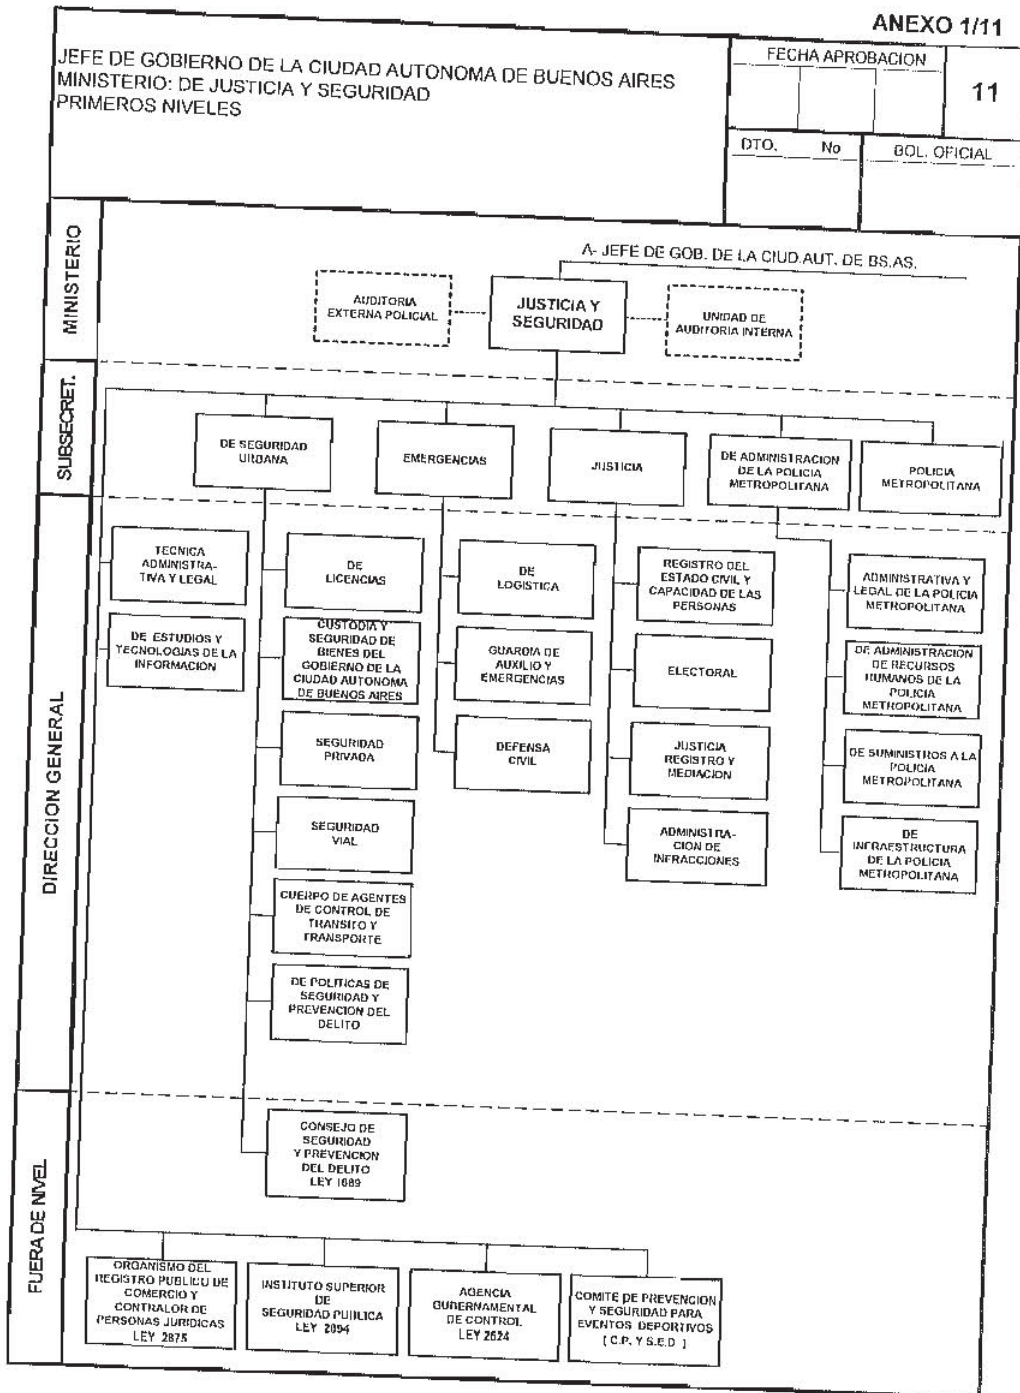 ANEXO 1/11
JEFE DE GOBIERNO DE LA CIUDAD AUTONOMA DE BUENOS AIRES
MINISTERIO: DE JUSTICIA Y SEGURIDAD
PRIMEROS NIVELES
FECHA APROBACION
11
DTO. No
BOL. OFICIAL
MINISTERIO
A- JEFE DE GOB. DE LA CIUD.AUT. DE BS.AS.
AUDITORIA
EXTERNA POLICIAL
JUSTICIA Y
SEGURIDAD
UNIDAD DE
AUDITORIA INTERNA
SUBSECRET.
DE SEGURIDAD
URBANA
EMERGENCIAS
JUSTICIA
DE ADMINISTRACION
DE LA POLICIA
METROPOLITANA
POLICIA
METROPOLITANA
DIRECCION GENERAL
TECNICA
ADMINISTRA-
TIVA Y LEGAL
DE ESTUDIOS Y
TECNOLOGIAS DE LA
INFORMACION
DE
LICENCIAS
CUSTODIA Y
SEGURIDAD DE
BIENES DEL
GOBIERNO DE LA
CIUDAD AUTONOMA
DE BUENOS AIRES
SEGURIDAD
PRIVADA
SEGURIDAD
VIAL
CUERPO DE AGENTES
DE CONTROL DE
TRANSITO Y
TRANSPORTE
DE POLITICAS DE
SEGURIDAD Y
PREVENCION DEL
DELITO
DE
LOGISTICA
GUARDIA DE
AUXILIO Y
EMERGENCIAS
DEFENSA
CIVIL
REGISTRO DEL
ESTADO CIVIL Y
CAPACIDAD DE LAS
PERSONAS
ELECTORAL
JUSTICIA
REGISTRO Y
MEDIACION
ADMINISTRA-
CION DE
INFRACCIONES
ADMINISTRATIVA Y
LEGAL DE LA POLICIA
METROPOLITANA
DE ADMINISTRACION
DE RECURSOS
HUMANOS DE LA
POLICIA
METROPOLITANA
DE SUMINISTROS A LA
POLICIA
METROPOLITANA
DE
INFRAESTRUCTURA
DE LA POLICIA
METROPOLITANA
FUERA DE NIVEL
CONSEJO DE
SEGURIDAD
Y PREVENCION
DEL DELITO
LEY 1689
ORGANISMO DEL
REGISTRO PUBLICO DE
COMERCIO Y
CONTRALOR DE
PERSONAS JURIDICAS
LEY 2875
INSTITUTO SUPERIOR
DE
SEGURIDAD PUBLICA
LEY 2894
AGENCIA
GUBERNAMENTAL
DE CONTROL
LEY 2624
COMITE DE PREVENCION
Y SEGURIDAD PARA
EVENTOS DEPORTIVOS
[ C.P. Y S.E.D ]